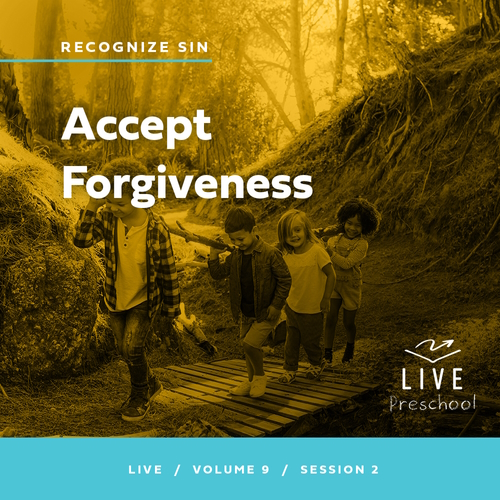 RECOGNIZE SIN
Accept
Forgiveness
LIVE
Preschool
LIVE / VOLUME 9 / SESSION 2